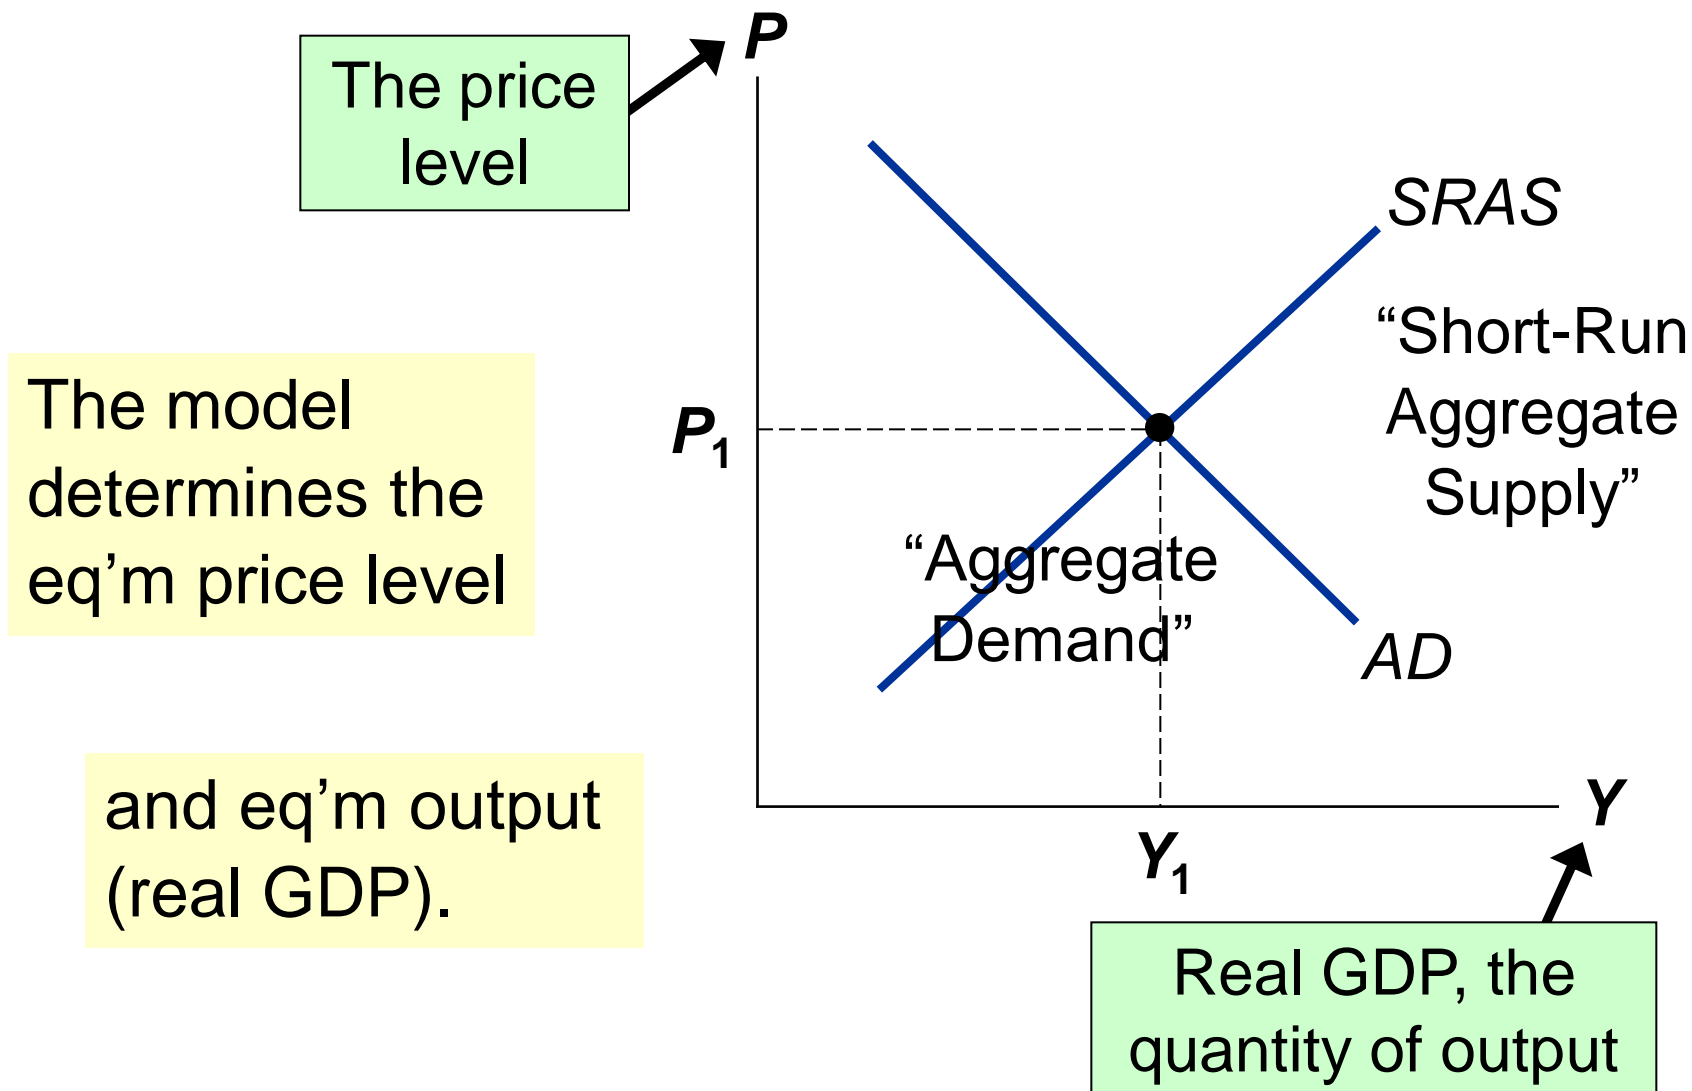 P
The price
level
SRAS
“Short-Run
Aggregate
Supply”
The model
determines the
eq’m price level
P1
“Aggregate
Demand”
AD
and eq’m output
(real GDP).
Y
Y1
Real GDP, the
quantity of output